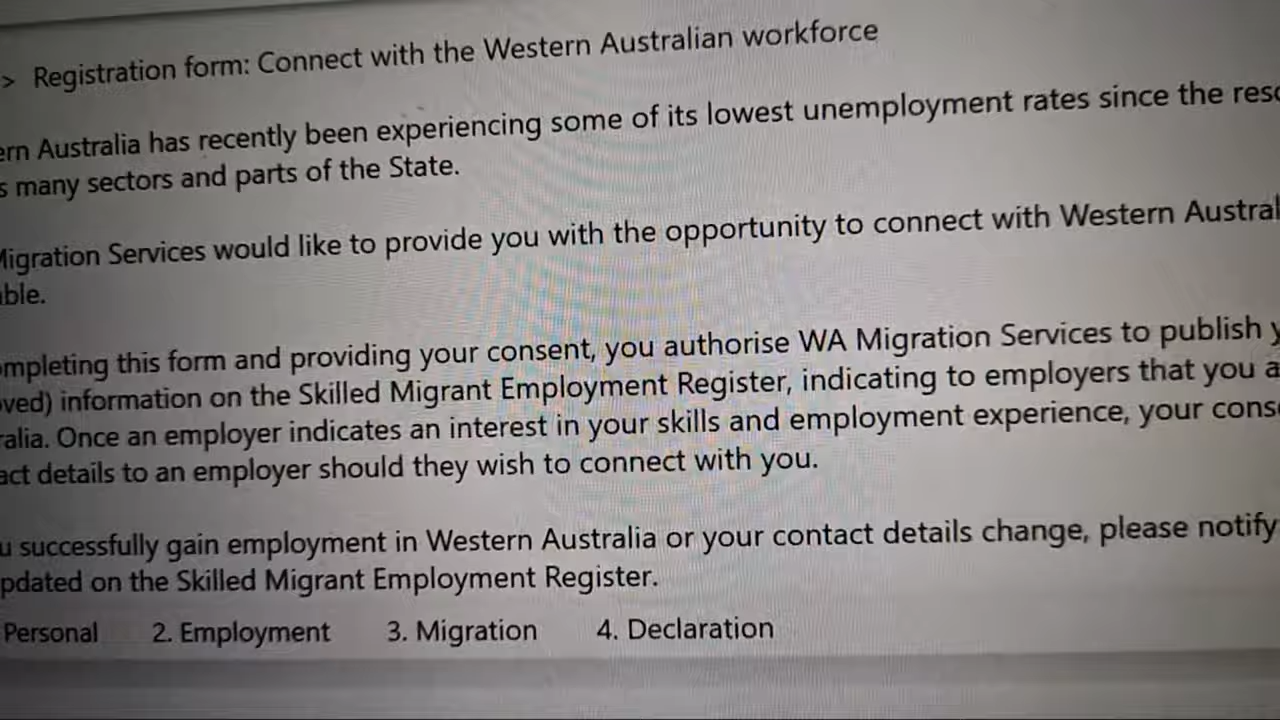 > Registration form: Connect with the Western Australian workforce
ern Australia has recently been experiencing some of its lowest unemployment rates since the reso
s many sectors and parts of the State.
Migration Services would like to provide you with the opportunity to connect with Western Austral
able.
ompleting this form and providing your consent, you authorise WA Migration Services to publish y
oved) information on the Skilled Migrant Employment Register, indicating to employers that you a
ralia. Once an employer indicates an interest in your skills and employment experience, your conse
act details to an employer should they wish to connect with you.
u successfully gain employment in Western Australia or your contact details change, please notify
pdated on the Skilled Migrant Employment Register.
Personal 2. Employment 3. Migration 4. Declaration